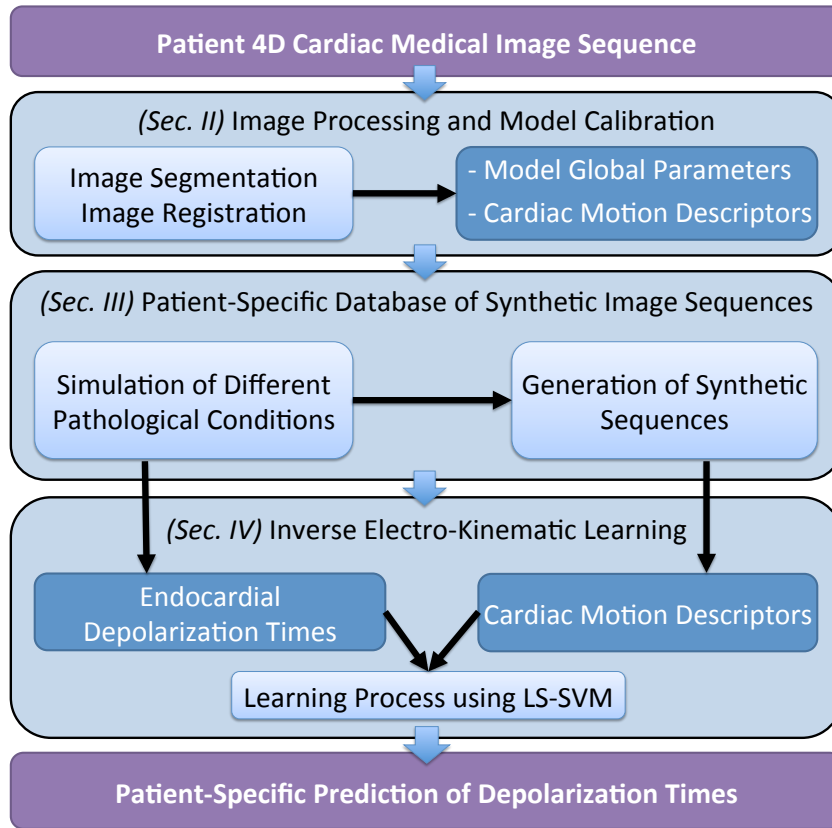 Patient 4D Cardiac Medical Image Sequence
(Sec. II) Image Processing and Model Calibration
Image Segmentation
Image Registration
- Model Global Parameters
- Cardiac Motion Descriptors
(Sec. III) Patient-Specific Database of Synthetic Image Sequences
Simulation of Different
Pathological Conditions
Generation of Synthetic
Sequences
(Sec. IV) Inverse Electro-Kinematic Learning
Endocardial
Depolarization Times
Cardiac Motion Descriptors
Learning Process using LS-SVM
Patient-Specific Prediction of Depolarization Times